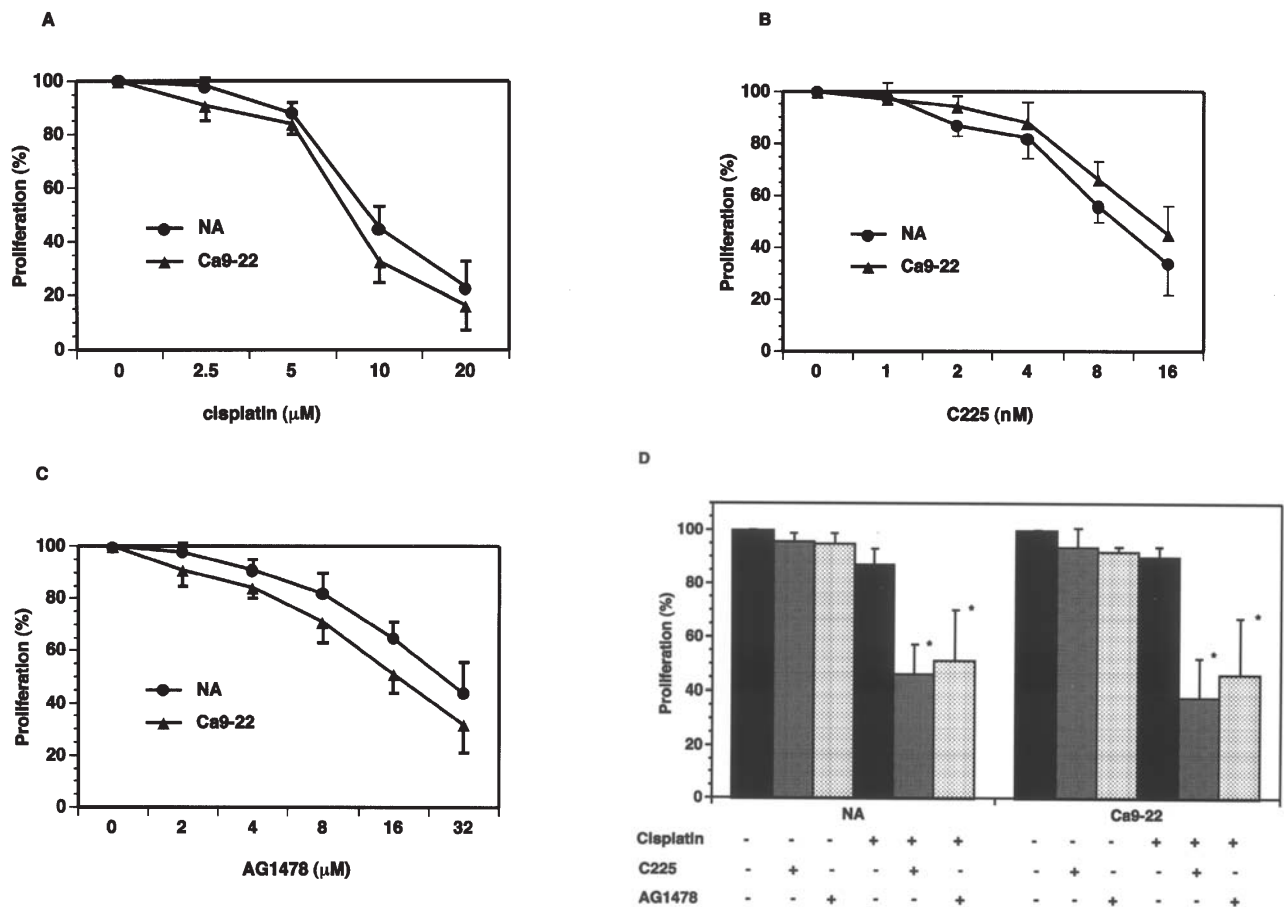 A
Proliferation (%)
100
80
60
40
20
0
NA
Ca9-22
0 2.5 5 10 20
cisplatin (μM)
B
Proliferation (%)
100
80
60
40
20
0
NA
Ca9-22
0 1 2 4 8 16
C225 (nM)
C
Proliferation (%)
100
80
60
40
20
0
NA
Ca9-22
0 2 4 8 16 32
AG1478 (μM)
D
Proliferation (%)
100
80
60
40
20
0
* * * *
NA Ca9-22
Cisplatin - - - + + + - - - + + +
C225 - + - - + - - + - - + -
AG1478 - - + - - + - - + - - +